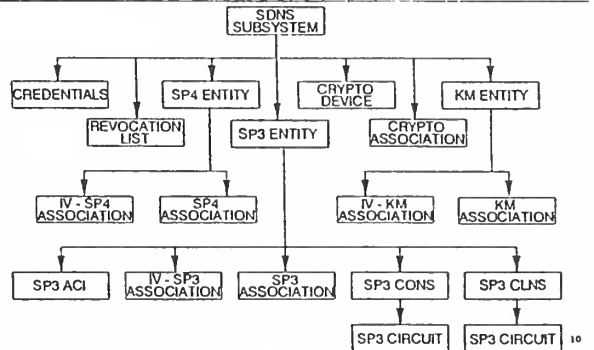 SDNS
SUBSYSTEM
CREDENTIALS
SP4 ENTITY
CRYPTO
DEVICE
KM ENTITY
REVOCATION
LIST
SP3 ENTITY
CRYPTO
ASSOCIATION
IV - SP4
ASSOCIATION
SP4
ASSOCIATION
IV - KM
ASSOCIATION
KM
ASSOCIATION
SP3 ACI
IV - SP3
ASSOCIATION
SP3
ASSOCIATION
SP3 CONS
SP3 CLNS
SP3 CIRCUIT
SP3 CIRCUIT
10